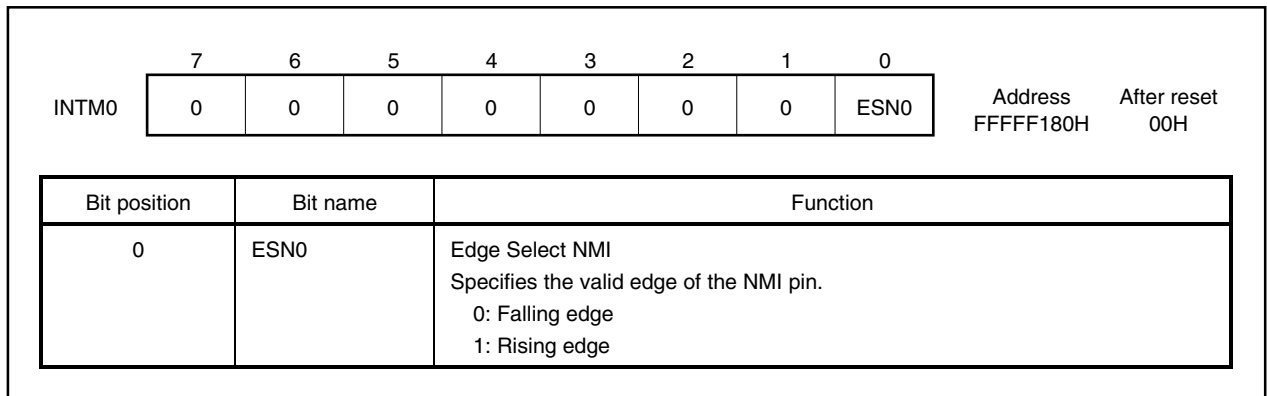 7 6 5 4 3 2 1 0
INTM0 0 0 0 0 0 0 0 ESN0 Address After reset
FFFFF180H 00H
Bit position Bit name Function
0 ESN0 Edge Select NMI
Specifies the valid edge of the NMI pin.
0: Falling edge
1: Rising edge